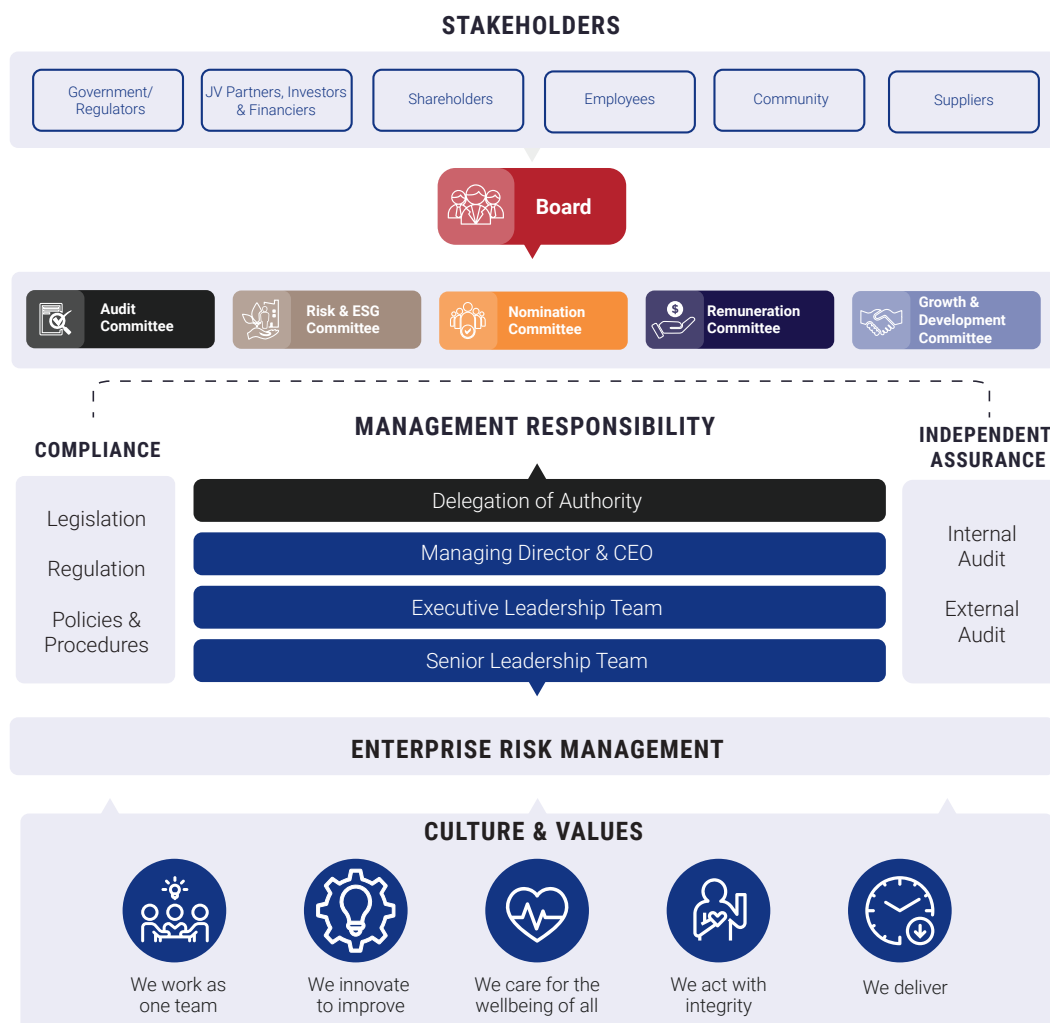 STAKEHOLDERS
Government/
Regulators
JV Partners, Investors
& Financiers
Shareholders
Employees
Community
Suppliers
Board
Audit
Committee
Risk & ESG
Committee
Nomination
Committee
$
Remuneration
Committee
Growth &
Development
Committee
COMPLIANCE
Legislation
Regulation
Policies &
Procedures
MANAGEMENT RESPONSIBILITY
Delegation of Authority
Managing Director & CEO
Executive Leadership Team
Senior Leadership Team
INDEPENDENT
ASSURANCE
Internal
Audit
External
Audit
ENTERPRISE RISK MANAGEMENT
CULTURE & VALUES
We work as
one team
We innovate
to improve
We care for the
wellbeing of all
We act with
integrity
We deliver